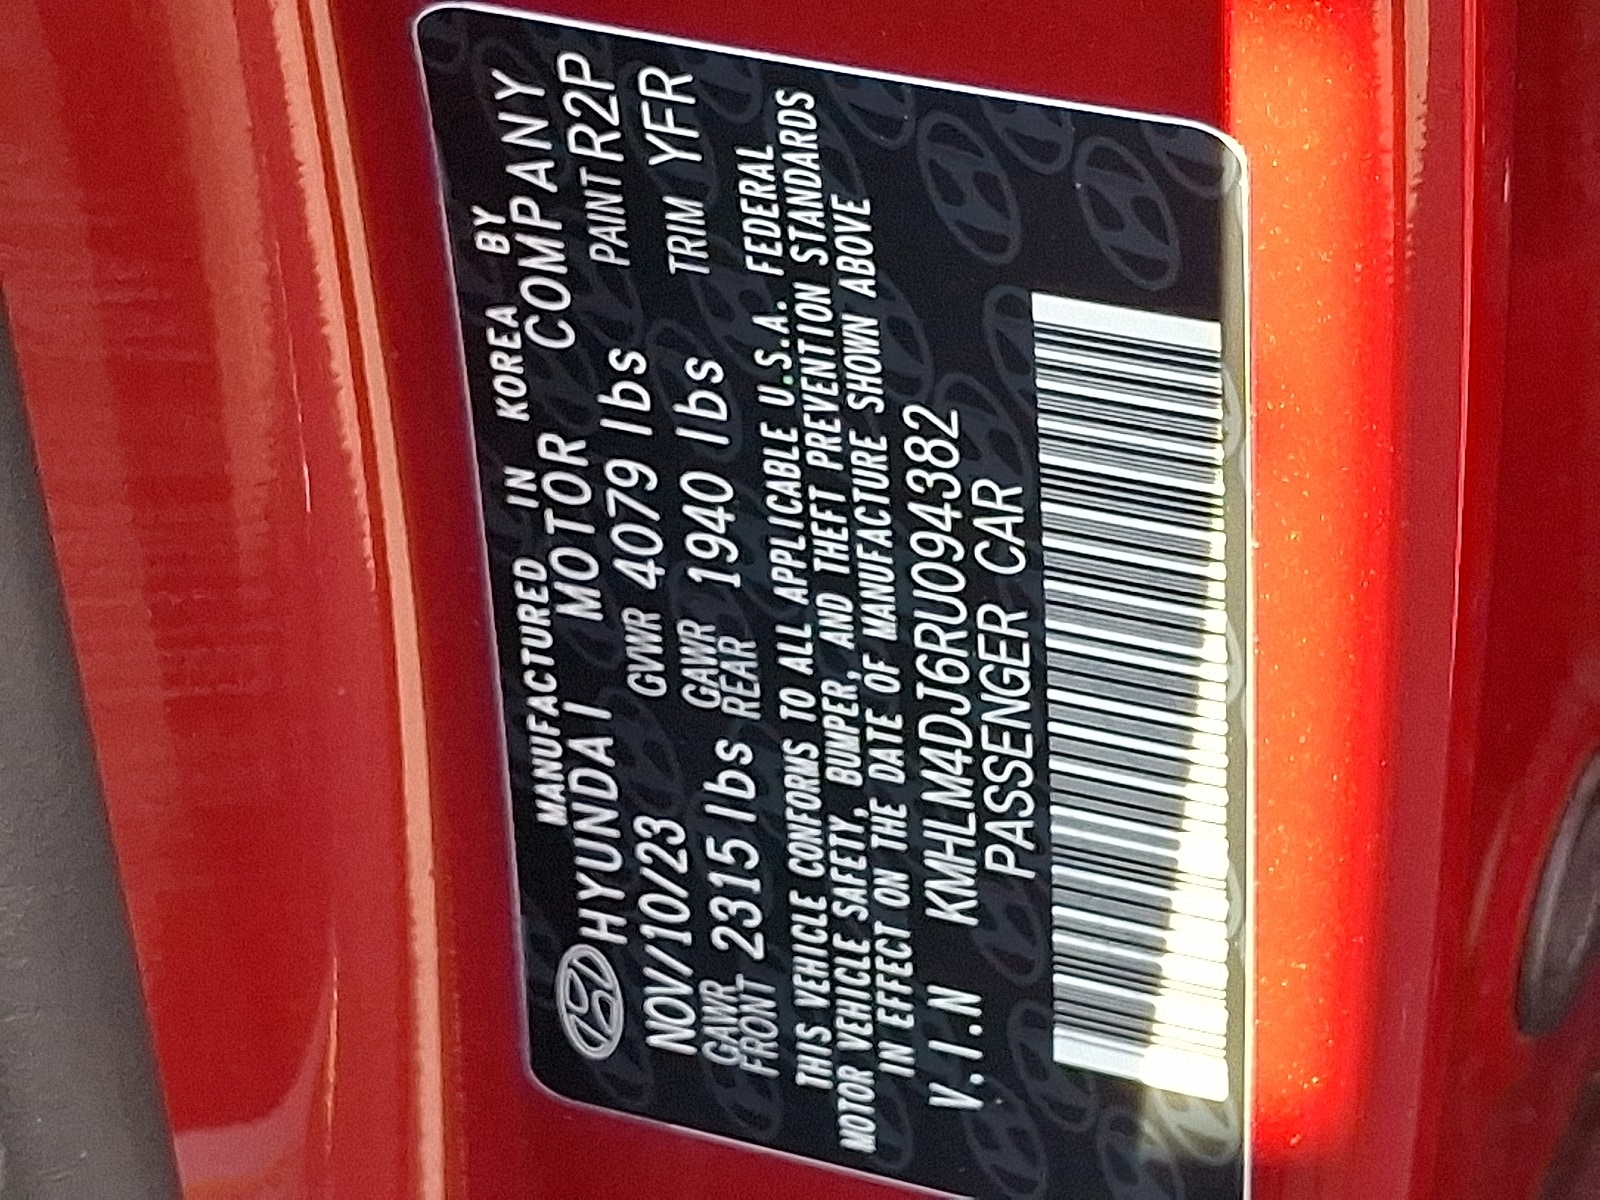 MANUFACTURED IN KOREA BY
HYUNDAI MOTOR COMPANY
NOV/10/23 GVWR 4079 lbs PAINT R2P
GAWR FRONT 2315 lbs GAWR REAR 1940 lbs TRIM YFR
THIS VEHICLE CONFORMS TO ALL APPLICABLE U.S.A. FEDERAL
MOTOR VEHICLE SAFETY, BUMPER, AND THEFT PREVENTION STANDARDS
IN EFFECT ON THE DATE OF MANUFACTURE SHOWN ABOVE
V.I.N KMHLM4DJ6RU094382
PASSENGER CAR